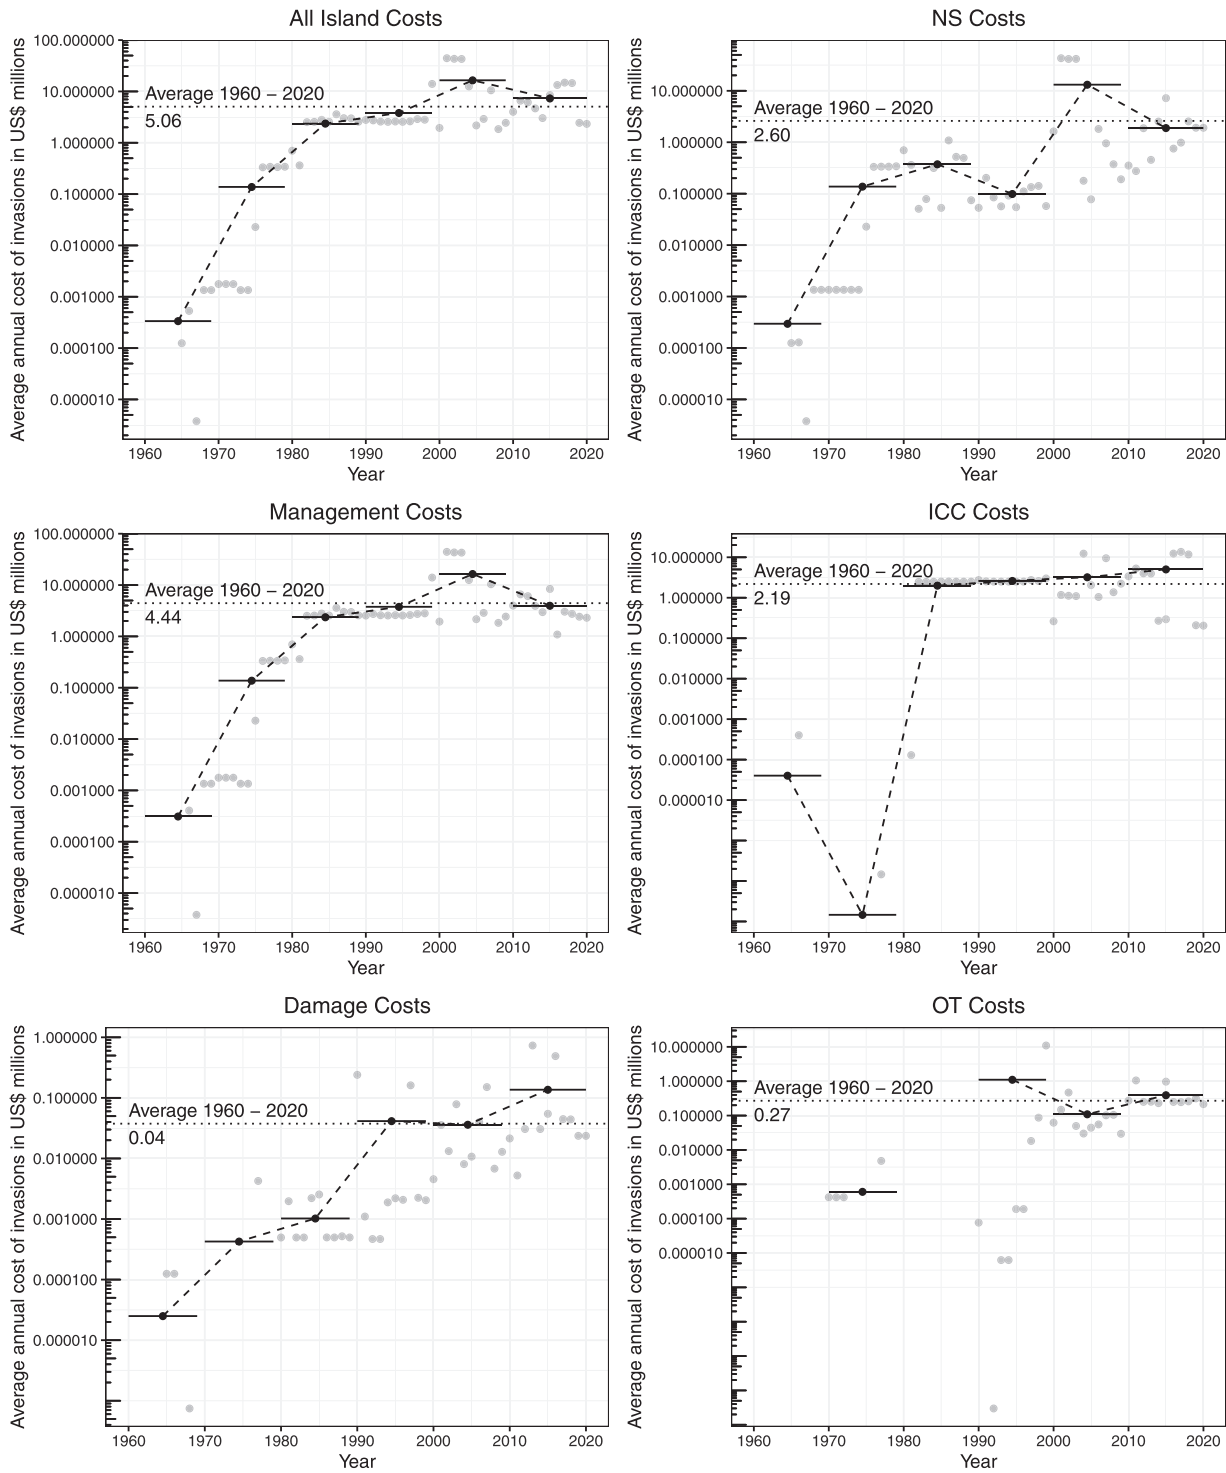 All Island Costs
Average annual cost of invasions in US$ millions
100.000000
10.000000
1.000000
0.100000
0.010000
0.001000
0.000100
0.000010
Average 1960 – 2020
5.06
1960 1970 1980 1990 2000 2010 2020
Year
NS Costs
Average annual cost of invasions in US$ millions
10.000000
1.000000
0.100000
0.010000
0.001000
0.000100
0.000010
Average 1960 – 2020
2.60
1960 1970 1980 1990 2000 2010 2020
Year
Management Costs
Average annual cost of invasions in US$ millions
100.000000
10.000000
1.000000
0.100000
0.010000
0.001000
0.000100
0.000010
Average 1960 – 2020
4.44
1960 1970 1980 1990 2000 2010 2020
Year
ICC Costs
Average annual cost of invasions in US$ millions
10.000000
1.000000
0.100000
0.010000
0.001000
0.000100
0.000010
Average 1960 – 2020
2.19
1960 1970 1980 1990 2000 2010 2020
Year
Damage Costs
Average annual cost of invasions in US$ millions
1.000000
0.100000
0.010000
0.001000
0.000100
0.000010
Average 1960 – 2020
0.04
1960 1970 1980 1990 2000 2010 2020
Year
OT Costs
Average annual cost of invasions in US$ millions
10.000000
1.000000
0.100000
0.010000
0.001000
0.000100
0.000010
Average 1960 – 2020
0.27
1960 1970 1980 1990 2000 2010 2020
Year